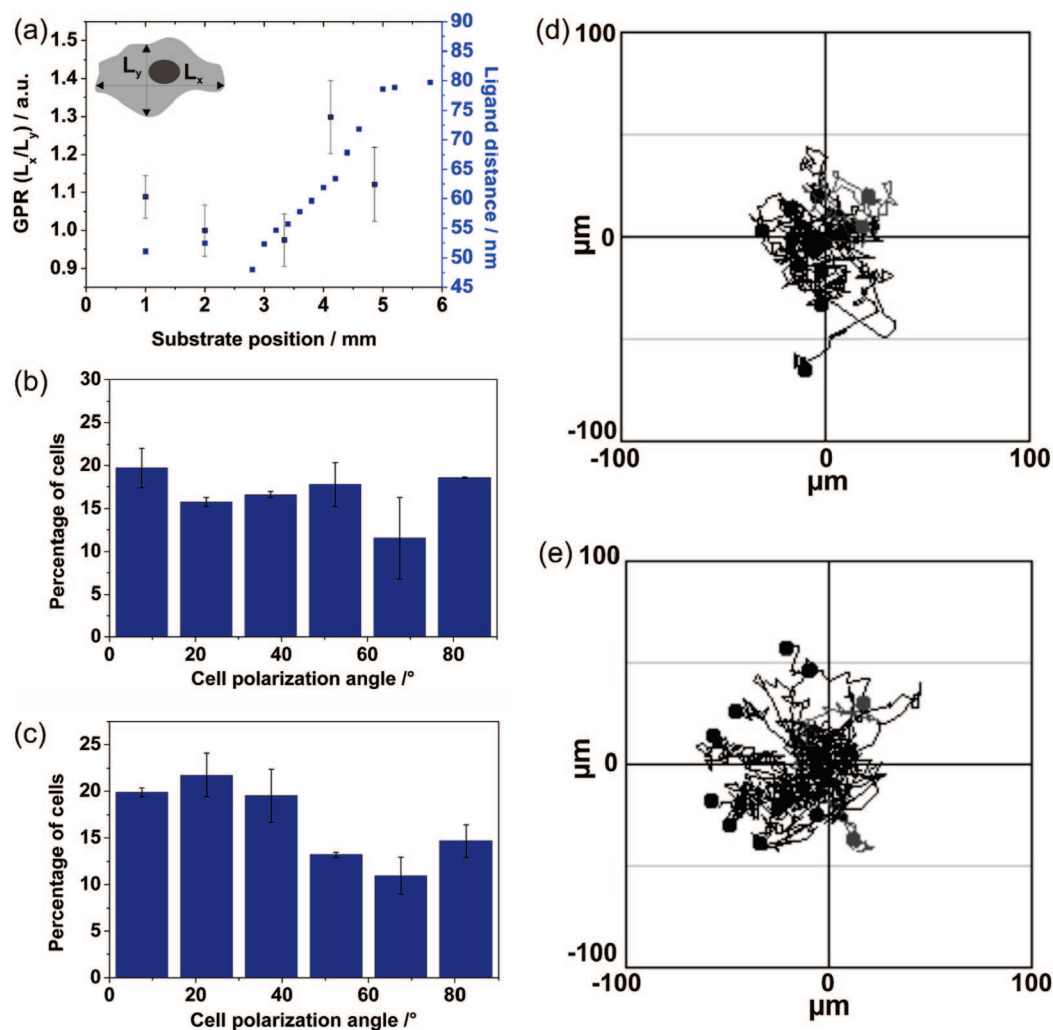 (a)
GPR (Lx/Ly) / a.u.
1.5
1.4
1.3
1.2
1.1
1.0
0.9
Ly
Lx
90
85
80
75
70
65
60
55
50
45
Ligand distance / nm
0 1 2 3 4 5 6
Substrate position / mm
(b)
Percentage of cells
30
25
20
15
10
5
0
0 20 40 60 80
Cell polarization angle /°
(c)
Percentage of cells
25
20
15
10
5
0
0 20 40 60 80
Cell polarization angle /°
(d)
100
µm
0
-100
-100 0 100
µm
(e)
100
µm
0
-100
-100 0 100
µm